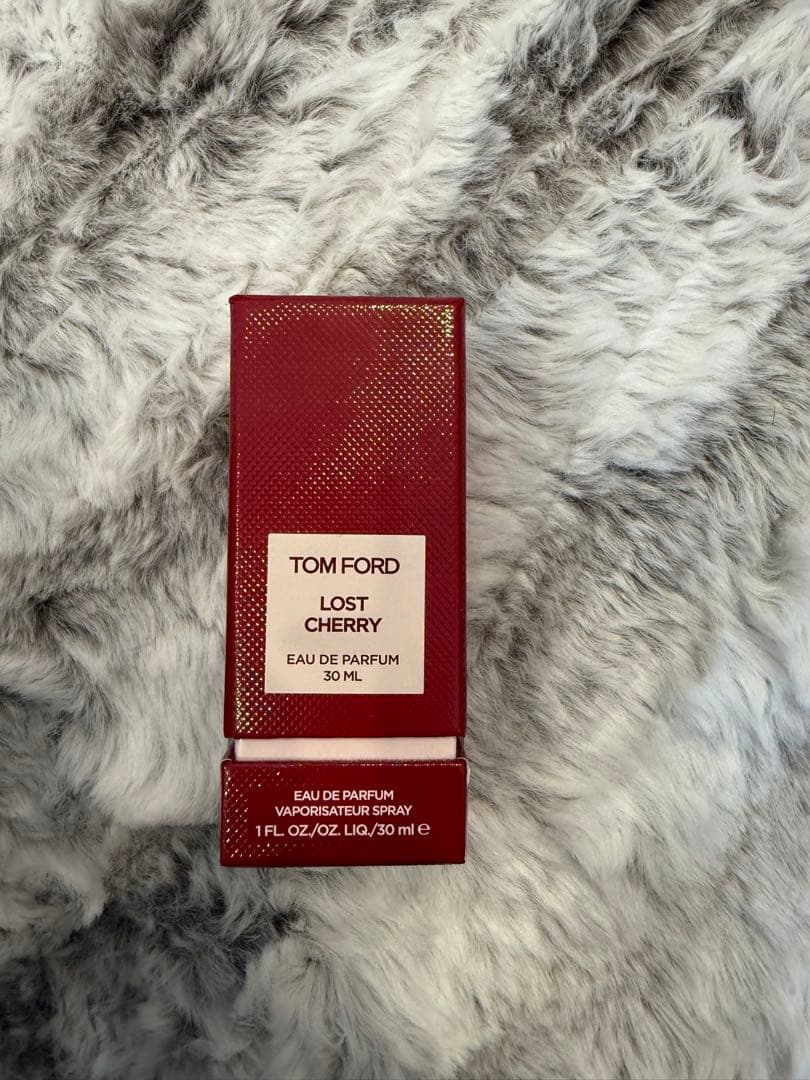 TOM FORD
LOST
CHERRY
EAU DE PARFUM
30 ML
EAU DE PARFUM
VAPORISATEUR SPRAY
1 FL. OZ./OZ. LIQ./30 ml ℮